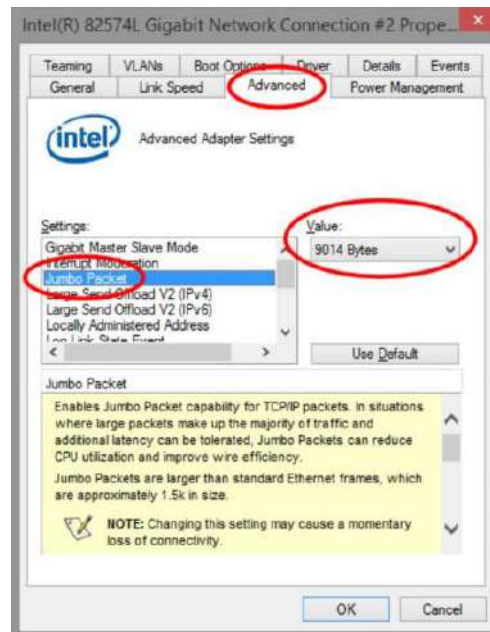 Intel(R) 82574L Gigabit Network Connection #2 Prope...
Teaming VLANs Boot Options Driver Details Events
General Link Speed Advanced Power Management
intel
Advanced Adapter Settings
Settings:
Value:
Gigabit Master Slave Mode
9014 Bytes
Interrupt Moderation
Jumbo Packet
Large Send Offload V2 (IPv4)
Large Send Offload V2 (IPv6)
Locally Administered Address
Log Link State Event
Use Default
Jumbo Packet
Enables Jumbo Packet capability for TCP/IP packets. In situations
where large packets make up the majority of traffic and
additional latency can be tolerated, Jumbo Packets can reduce
CPU utilization and improve wire efficiency.
Jumbo Packets are larger than standard Ethernet frames, which
are approximately 1.5k in size.
NOTE: Changing this setting may cause a momentary
loss of connectivity.
OK Cancel